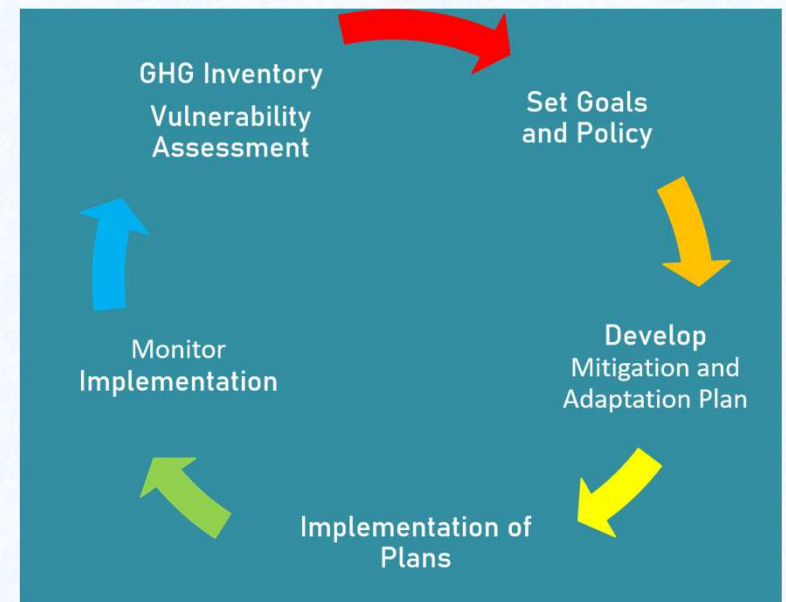 GHG Inventory
Vulnerability
Assessment
Set Goals
and Policy
Develop
Mitigation and
Adaptation Plan
Implementation of
Plans
Monitor
Implementation